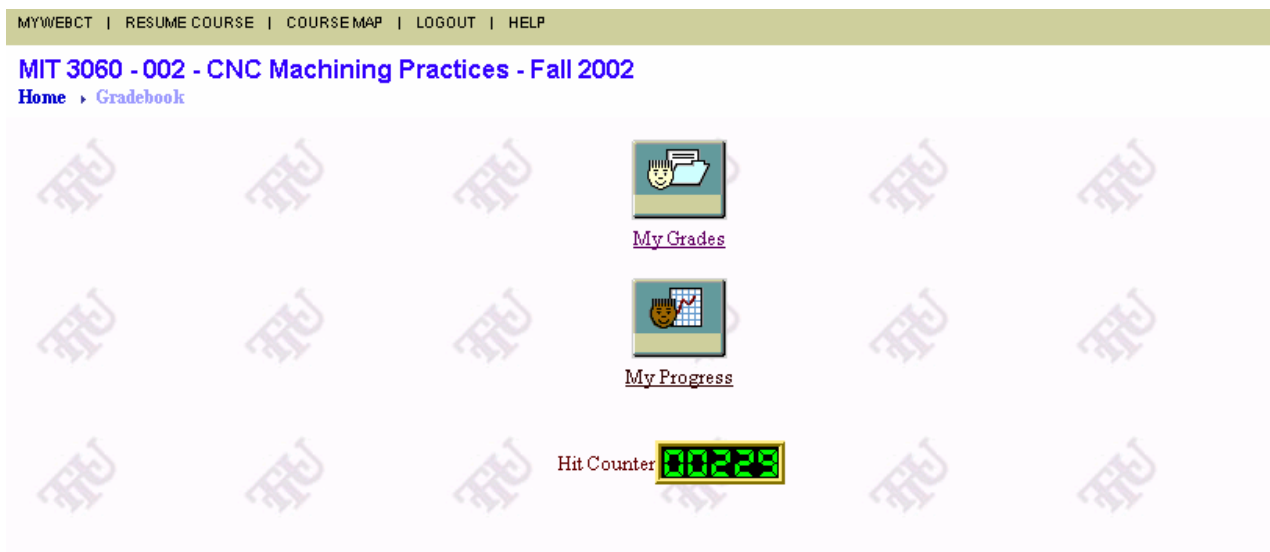 MYWEBCT | RESUME COURSE | COURSE MAP | LOGOUT | HELP
MIT 3060 - 002 - CNC Machining Practices - Fall 2002
Home › Gradebook
My Grades
My Progress
Hit Counter 00229